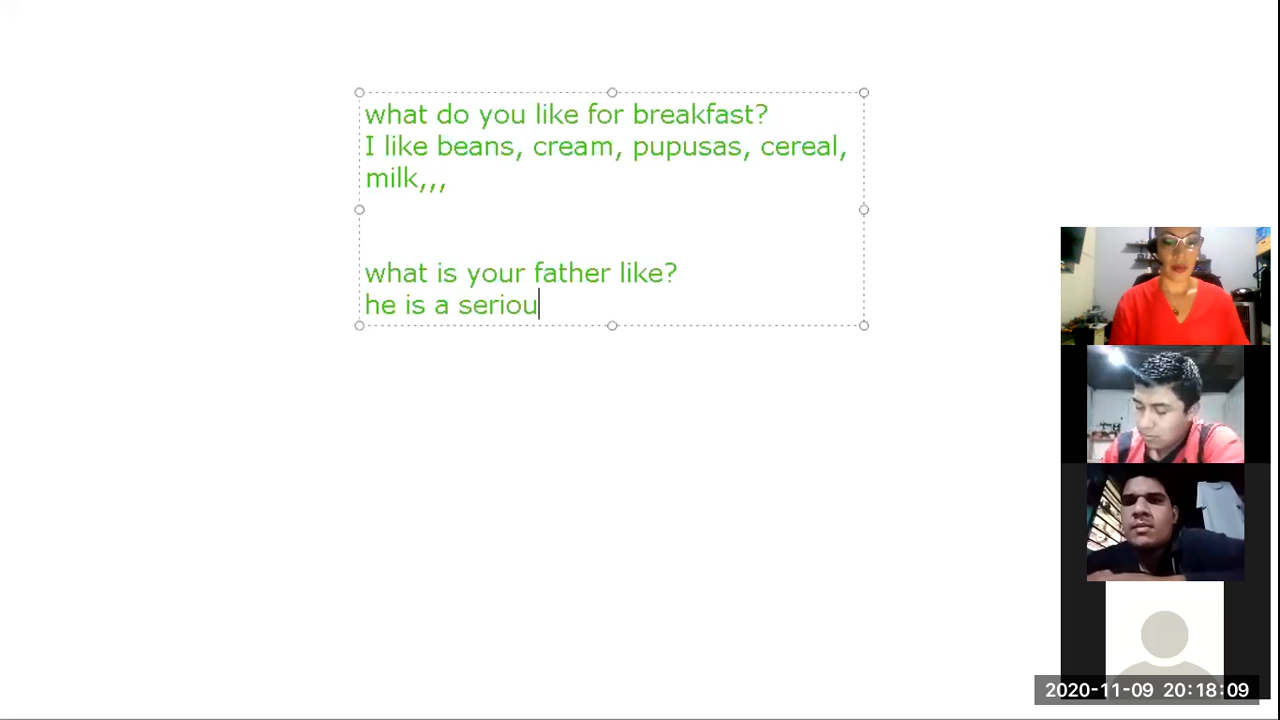 what do you like for breakfast?
I like beans, cream, pupusas, cereal,
milk,,,
what is your father like?
he is a seriou
2020-11-09 20:18:09